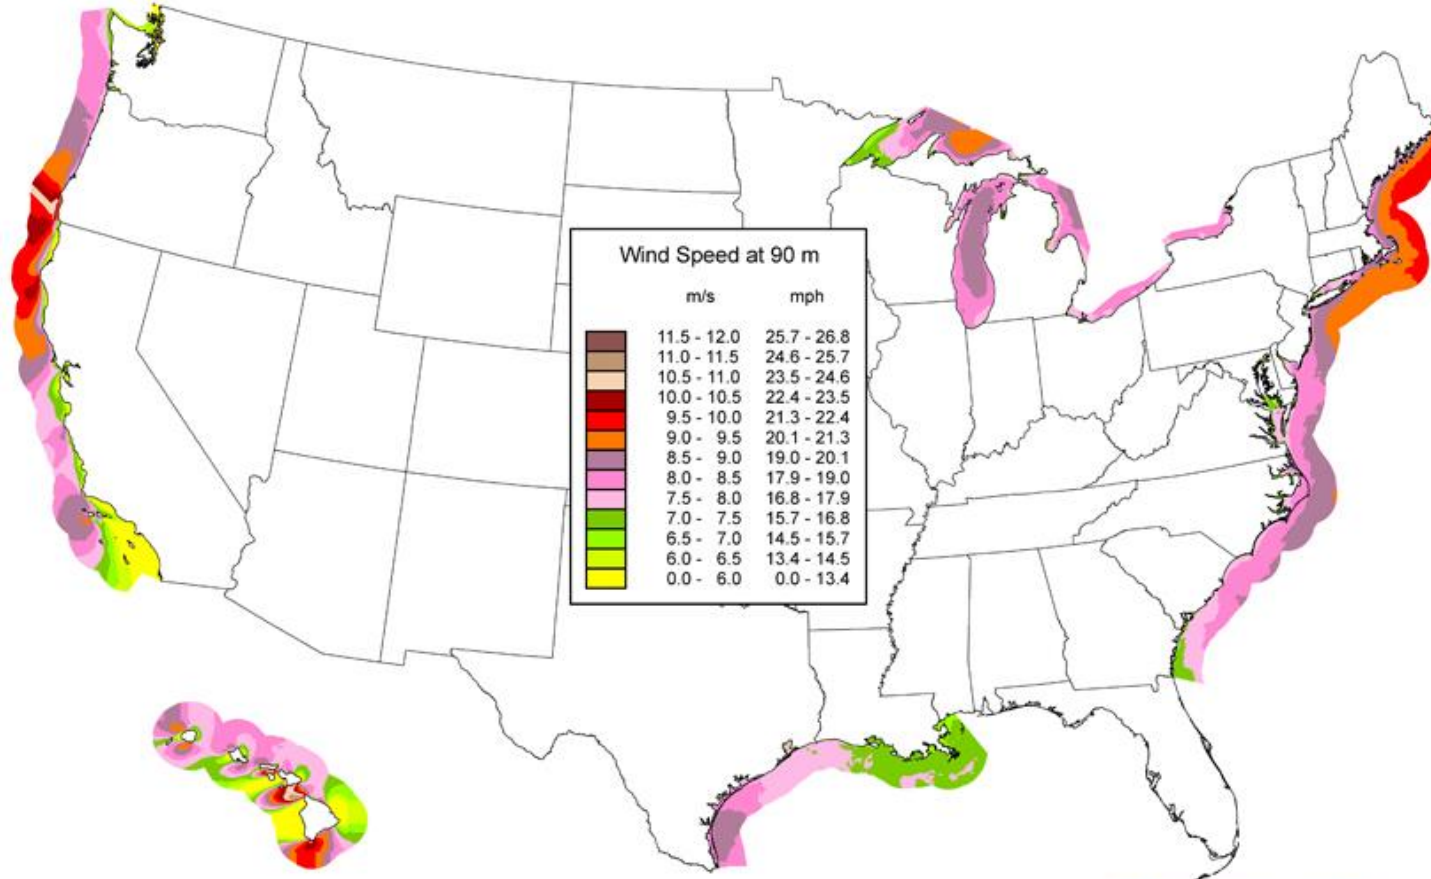 Wind Speed at 90 m
m/s mph
11.5 - 12.0 25.7 - 26.8
11.0 - 11.5 24.6 - 25.7
10.5 - 11.0 23.5 - 24.6
10.0 - 10.5 22.4 - 23.5
9.5 - 10.0 21.3 - 22.4
9.0 - 9.5 20.1 - 21.3
8.5 - 9.0 19.0 - 20.1
8.0 - 8.5 17.9 - 19.0
7.5 - 8.0 16.8 - 17.9
7.0 - 7.5 15.7 - 16.8
6.5 - 7.0 14.5 - 15.7
6.0 - 6.5 13.4 - 14.5
0.0 - 6.0 0.0 - 13.4